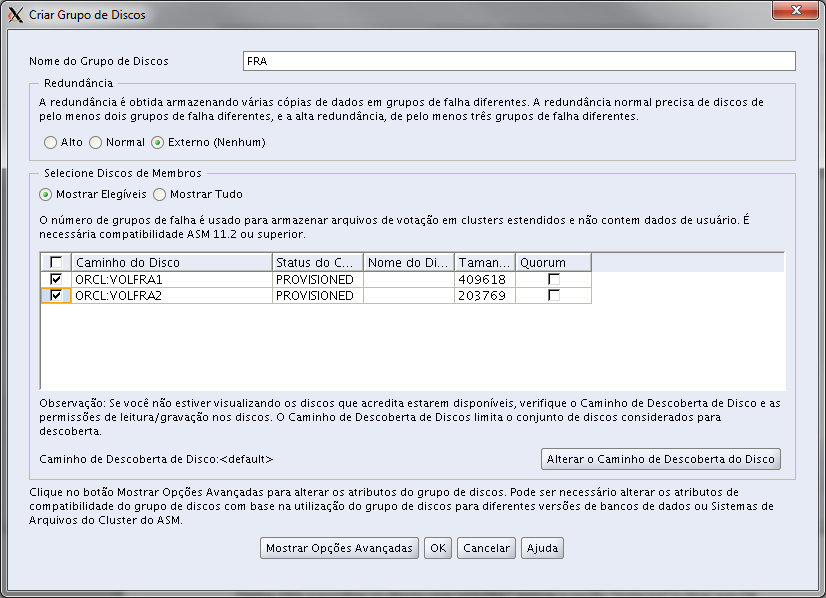 Criar Grupo de Discos
Nome do Grupo de Discos
FRA
Redundância
A redundância é obtida armazenando várias cópias de dados em grupos de falha diferentes. A redundância normal precisa de discos de
pelo menos dois grupos de falha diferentes, e a alta redundância, de pelo menos três grupos de falha diferentes.
Alto Normal Externo (Nenhum)
Selecione Discos de Membros
Mostrar Elegíveis Mostrar Tudo
O número de grupos de falha é usado para armazenar arquivos de votação em clusters estendidos e não contem dados de usuário. É
necessária compatibilidade ASM 11.2 ou superior.
Caminho do Disco Status do C... Nome do Di... Taman... Quorum
ORCL:VOLFRA1 PROVISIONED 409618
ORCL:VOLFRA2 PROVISIONED 203769
Observação: Se você não estiver visualizando os discos que acredita estarem disponíveis, verifique o Caminho de Descoberta de Disco e as
permissões de leitura/gravação nos discos. O Caminho de Descoberta de Discos limita o conjunto de discos considerados para
descoberta.
Caminho de Descoberta de Disco:<default>
Alterar o Caminho de Descoberta do Disco
Clique no botão Mostrar Opções Avançadas para alterar os atributos do grupo de discos. Pode ser necessário alterar os atributos de
compatibilidade do grupo de discos com base na utilização do grupo de discos para diferentes versões de bancos de dados ou Sistemas de
Arquivos do Cluster do ASM.
Mostrar Opções Avançadas OK Cancelar Ajuda